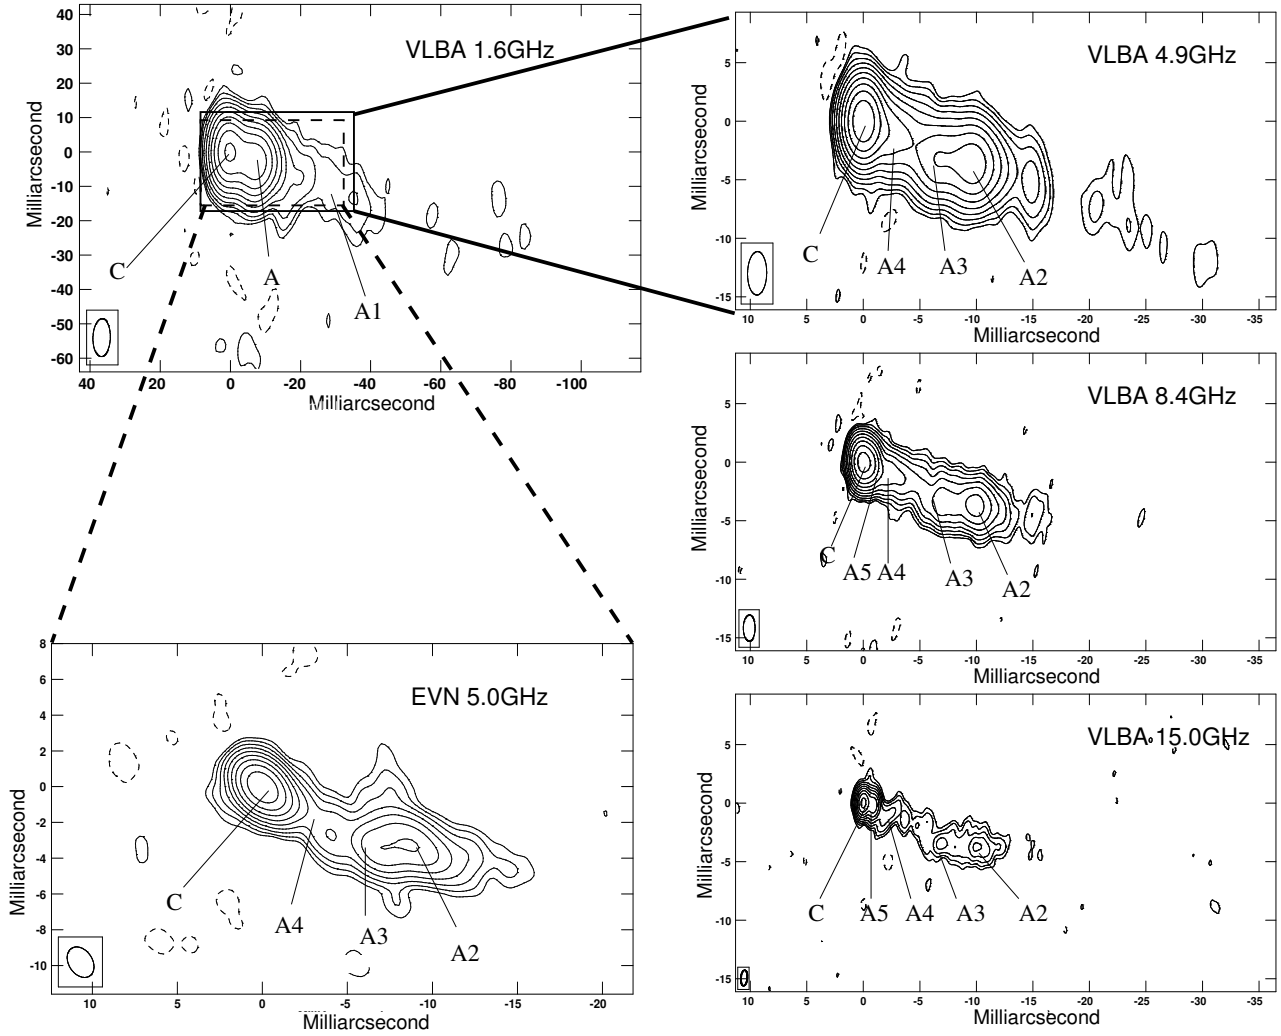 VLBA 1.6GHz
40
30
20
10
0
-10
-20
-30
-40
-50
-60
Milliarcsecond
C
A
A1
40 20 0 -20 -40 -60 -80 -100
Milliarcsecond
VLBA 4.9GHz
5
0
-5
-10
-15
Milliarcsecond
C A4 A3 A2
10 5 0 -5 -10 -15 -20 -25 -30 -35
Milliarcsecond
VLBA 8.4GHz
5
0
-5
-10
-15
Milliarcsecond
C
A5 A4 A3 A2
10 5 0 -5 -10 -15 -20 -25 -30 -35
Milliarcsecond
EVN 5.0GHz
8
6
4
2
0
-2
-4
-6
-8
-10
Milliarcsecond
C A4 A3 A2
10 5 0 -5 -10 -15 -20
Milliarcsecond
VLBA 15.0GHz
5
0
-5
-10
-15
Milliarcsecond
C A5 A4 A3 A2
10 5 0 -5 -10 -15 -20 -25 -30 -35
Milliarcsecond